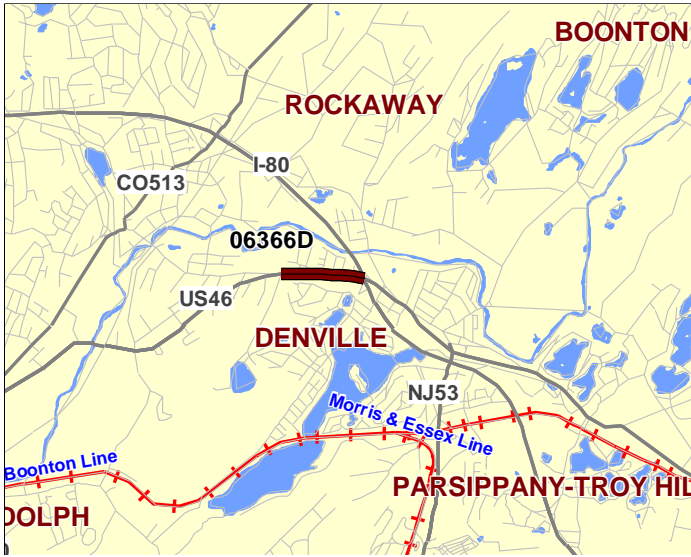 BOONTON
ROCKAWAY
I-80
CO513
06366D
US46
DENVILLE
NJ53
Morris & Essex Line
Boonton Line
PARSIPPANY-TROY HIL
DOLPH